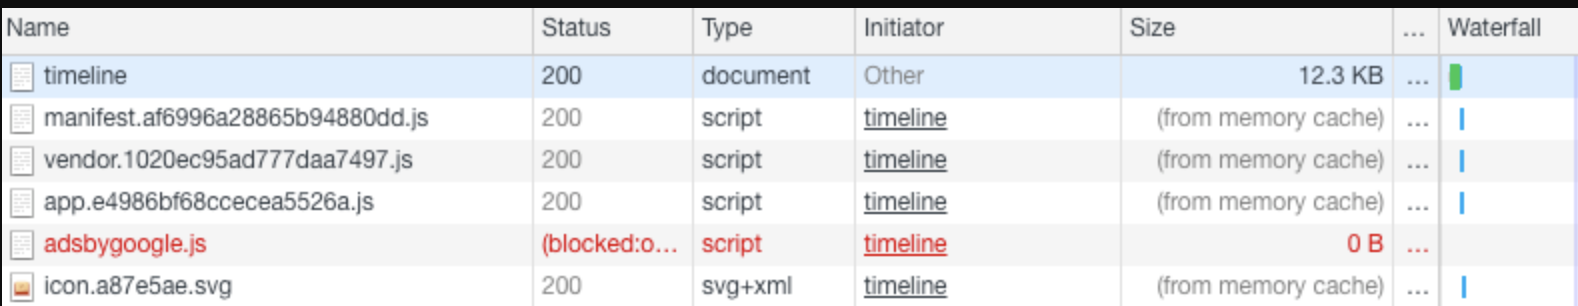 Name Status Type Initiator Size ... Waterfall
timeline 200 document Other 12.3 KB ...
manifest.af6996a28865b94880dd.js 200 script timeline (from memory cache) ...
vendor.1020ec95ad777daa7497.js 200 script timeline (from memory cache) ...
app.e4986bf68ccecea5526a.js 200 script timeline (from memory cache) ...
adsbygoogle.js (blocked:o... script timeline 0 B ...
icon.a87e5ae.svg 200 svg+xml timeline (from memory cache) ...